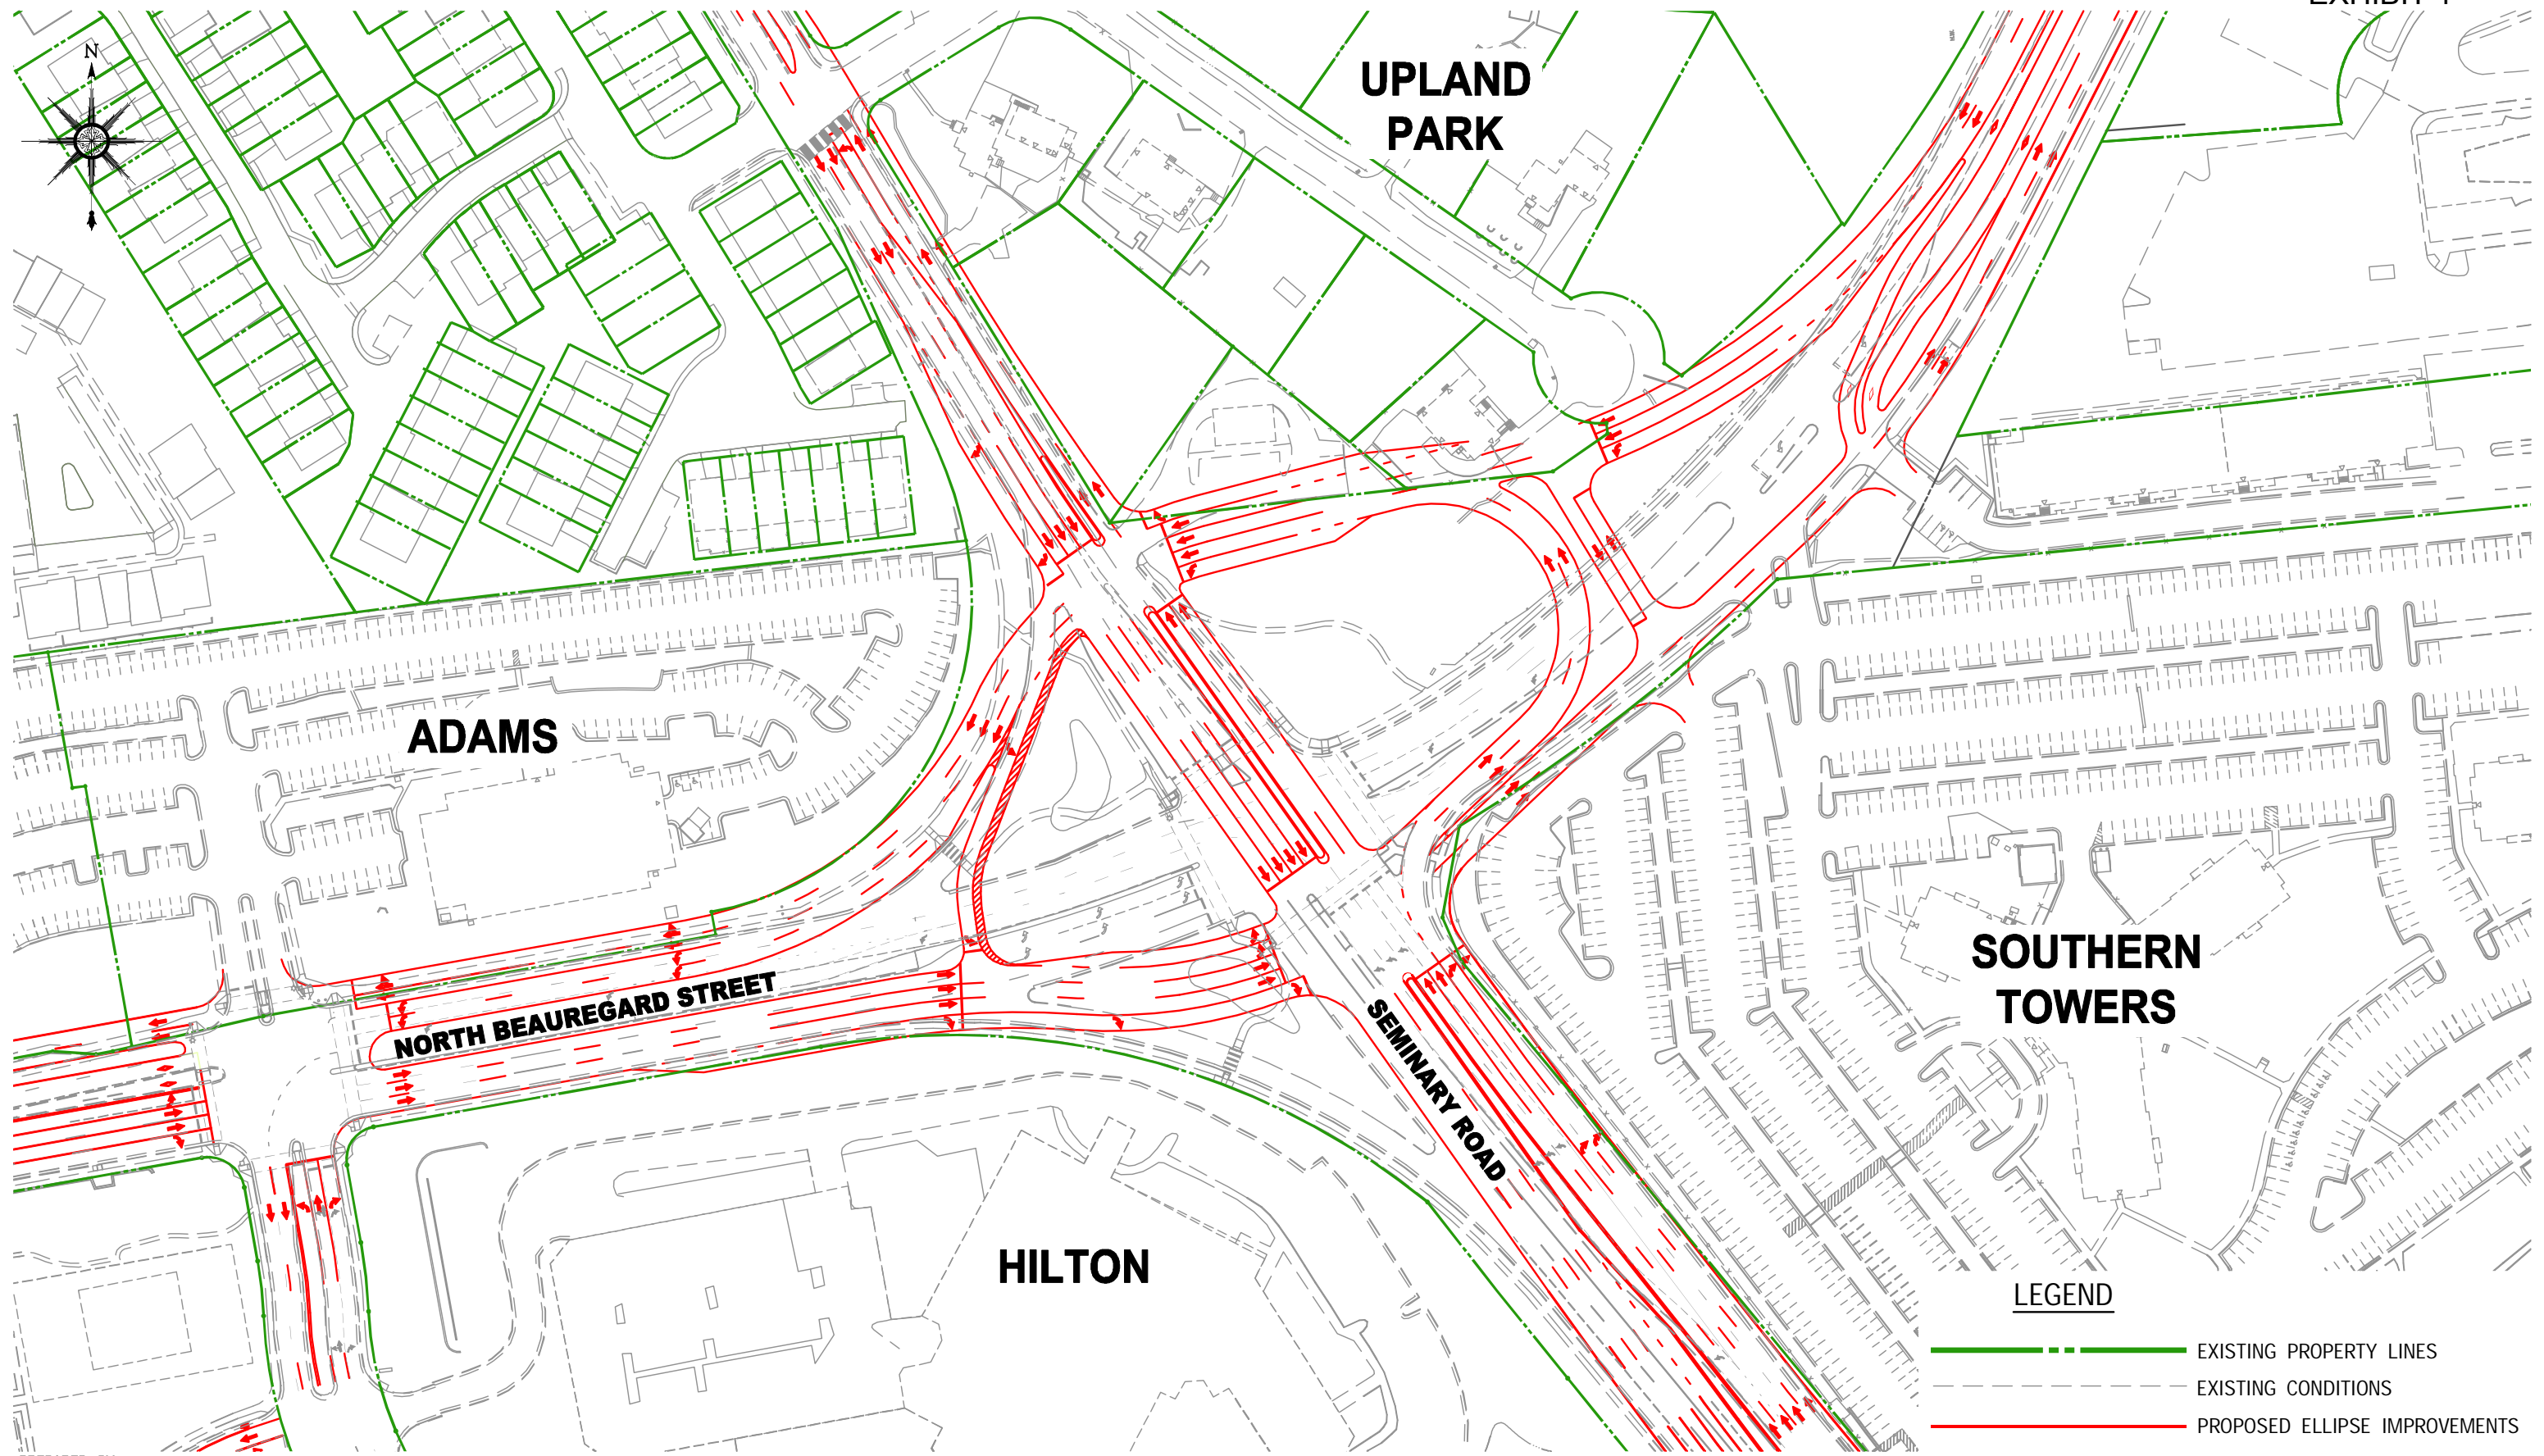 N
UPLAND
PARK
ADAMS
NORTH BEAUREGARD STREET
SEMINARY ROAD
SOUTHERN
TOWERS
HILTON
LEGEND
EXISTING PROPERTY LINES
EXISTING CONDITIONS
PROPOSED ELLIPSE IMPROVEMENTS